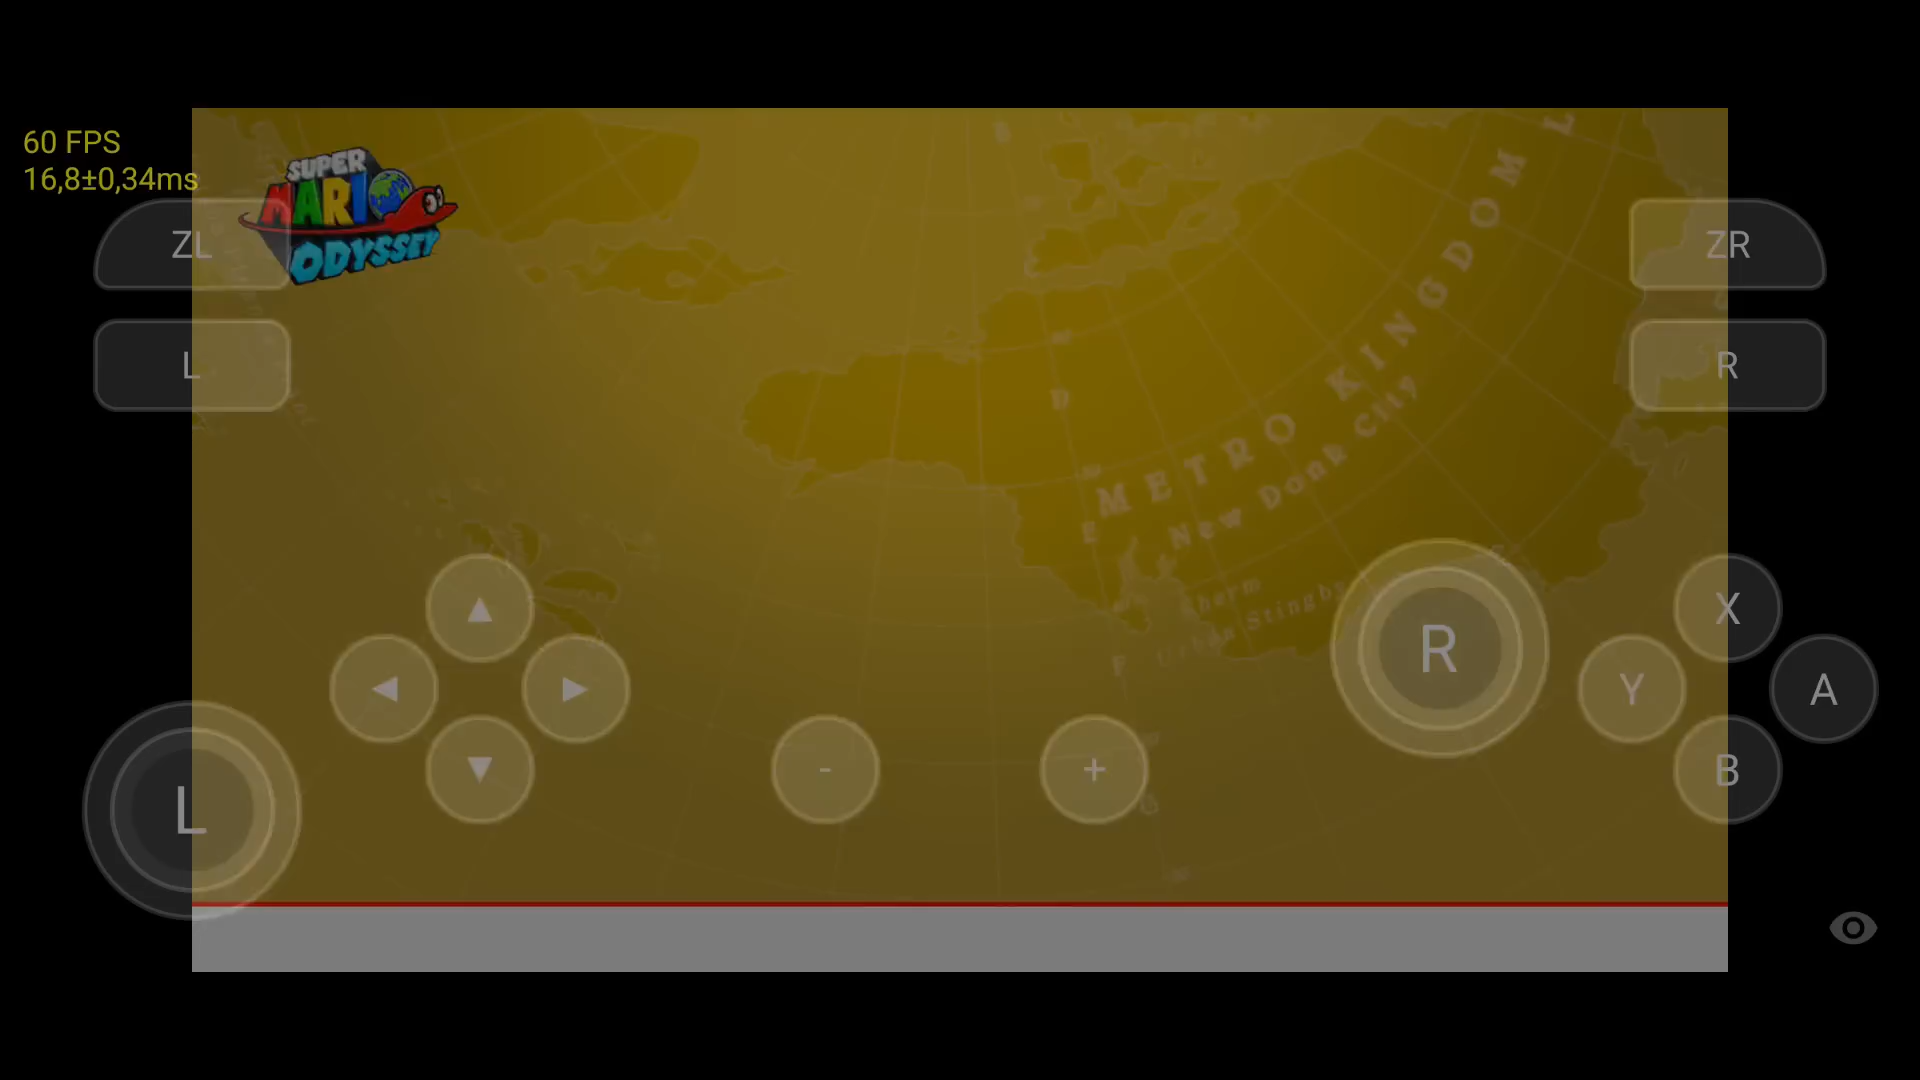 60 FPS
16,8±0,34ms
SUPER
MARIO
ODYSSEY
ZL
ZR
L
R
METRO KINGDOM
New Donk City
R
X
Y
A
B
L
-
+